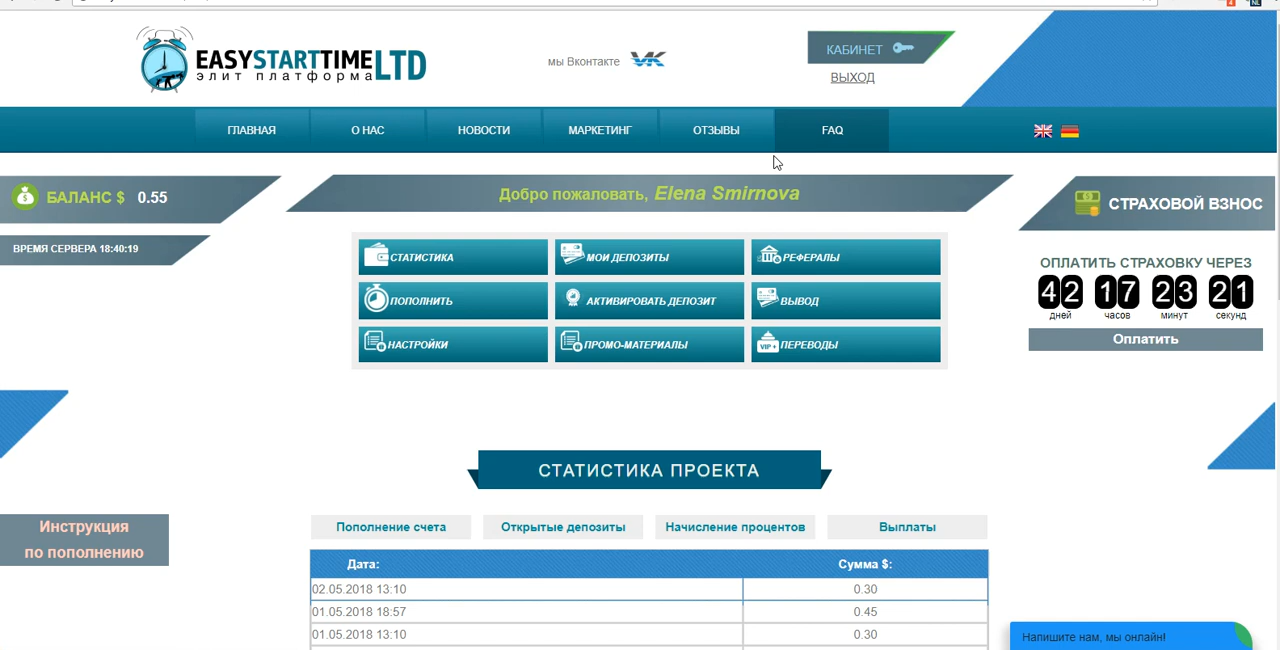 EASYSTARTTIMELTD
элит платформа
мы Вконтакте
КАБИНЕТ
ВЫХОД
ГЛАВНАЯ
О НАС
НОВОСТИ
МАРКЕТИНГ
ОТЗЫВЫ
FAQ
БАЛАНС $ 0.55
ВРЕМЯ СЕРВЕРА 18:40:19
Добро пожаловать, Elena Smirnova
СТРАХОВОЙ ВЗНОС
ОПЛАТИТЬ СТРАХОВКУ ЧЕРЕЗ
42 17 23 21
дней часов минут секунд
Оплатить
СТАТИСТИКА
МОИ ДЕПОЗИТЫ
РЕФЕРАЛЫ
ПОПОЛНИТЬ
АКТИВИРОВАТЬ ДЕПОЗИТ
ВЫВОД
НАСТРОЙКИ
ПРОМО-МАТЕРИАЛЫ
VIP+
ПЕРЕВОДЫ
СТАТИСТИКА ПРОЕКТА
Инструкция
по пополнению
Пополнение счета
Открытые депозиты
Начисление процентов
Выплаты
Дата: Сумма $:
02.05.2018 13:10 0.30
01.05.2018 18:57 0.45
01.05.2018 13:10 0.30
Напишите нам, мы онлайн!